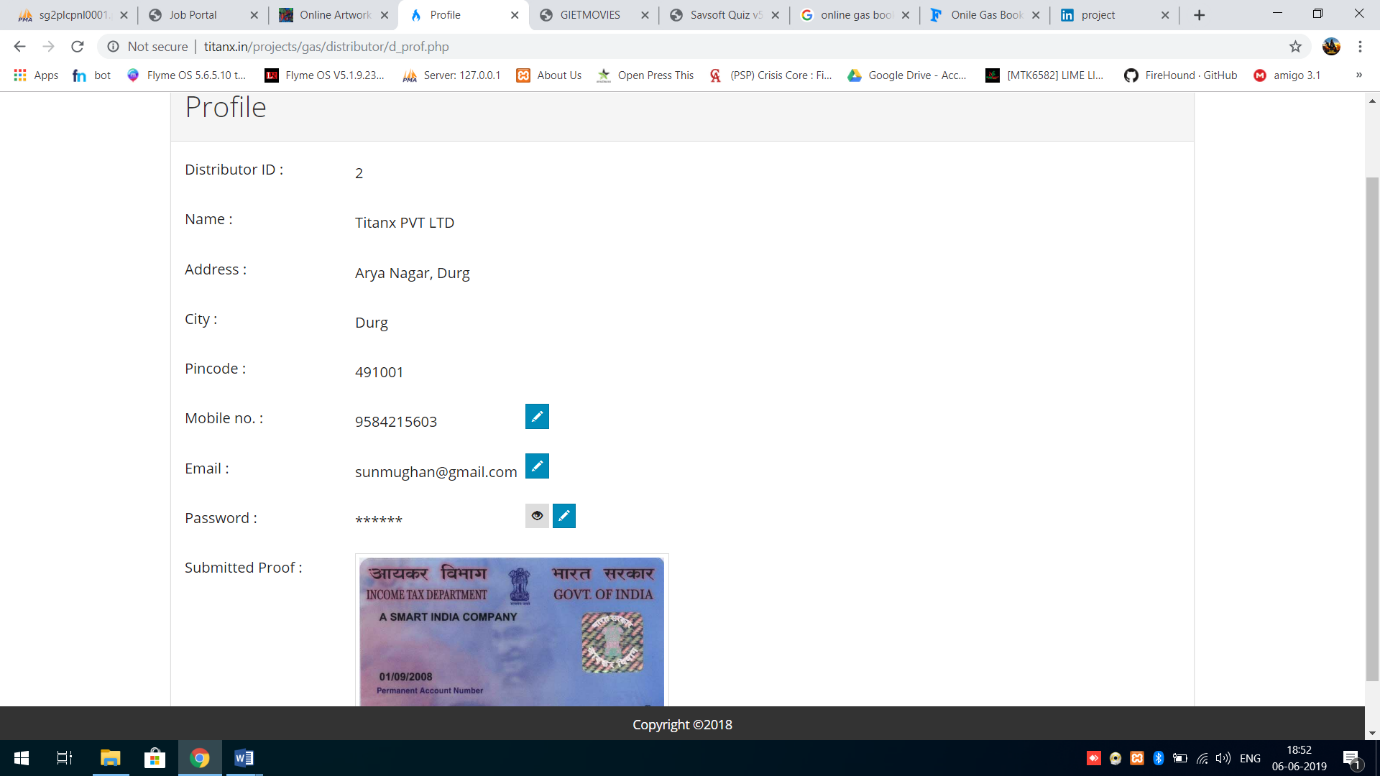 sg2plcpnl0001.
Job Portal
Online Artwork
Profile
GIETMOVIES
Savsoft Quiz v5
online gas bool
Onile Gas Book
project
Not secure | titanx.in/projects/gas/distributor/d_prof.php
Apps
bot
Flyme OS 5.6.5.10 t...
Flyme OS V5.1.9.23...
Server: 127.0.0.1
About Us
Open Press This
(PSP) Crisis Core : Fi...
Google Drive - Acc...
[MTK6582] LIME LI...
FireHound · GitHub
amigo 3.1
»
Profile
Distributor ID : 2
Name : Titanx PVT LTD
Address : Arya Nagar, Durg
City : Durg
Pincode : 491001
Mobile no. : 9584215603
Email : sunmughan@gmail.com
Password : ******
Submitted Proof :
आयकर विभाग भारत सरकार
INCOME TAX DEPARTMENT GOVT. OF INDIA
A SMART INDIA COMPANY
01/09/2008
Permanent Account Number
Copyright ©2018
ENG
18:52
06-06-2019
1